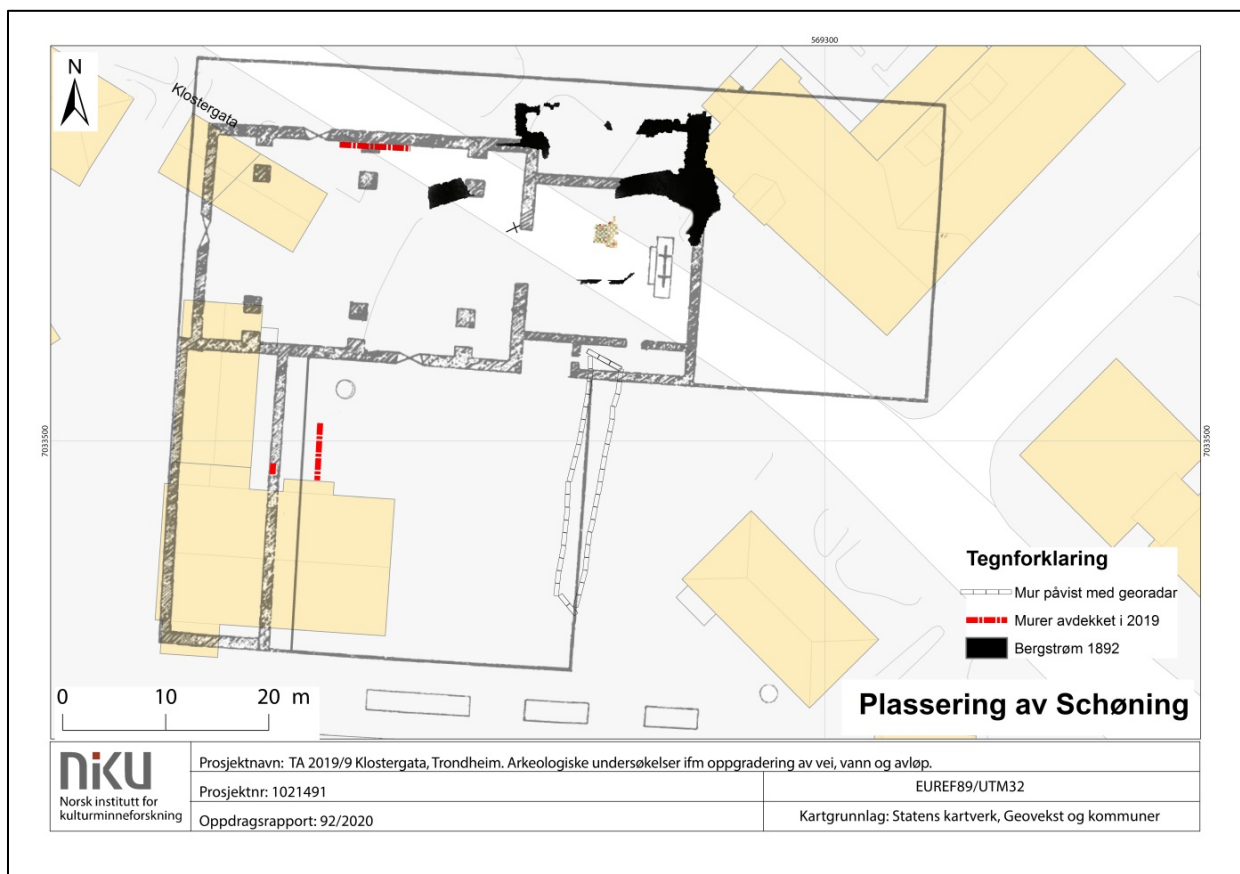 569300
N
Klostergata
7033500
7033500
Tegnforklaring
Mur påvist med georadar
Murer avdekket i 2019
Bergstrøm 1892
0 10 20 m
Plassering av Schøning
niku
Norsk institutt for
kulturminneforskning
Prosjektnavn: TA 2019/9 Klostergata, Trondheim. Arkeologiske undersøkelser ifm oppgradering av vei, vann og avløp.
Prosjektnr: 1021491
EUREF89/UTM32
Oppdragsrapport: 92/2020
Kartgrunnlag: Statens kartverk, Geovekst og kommuner